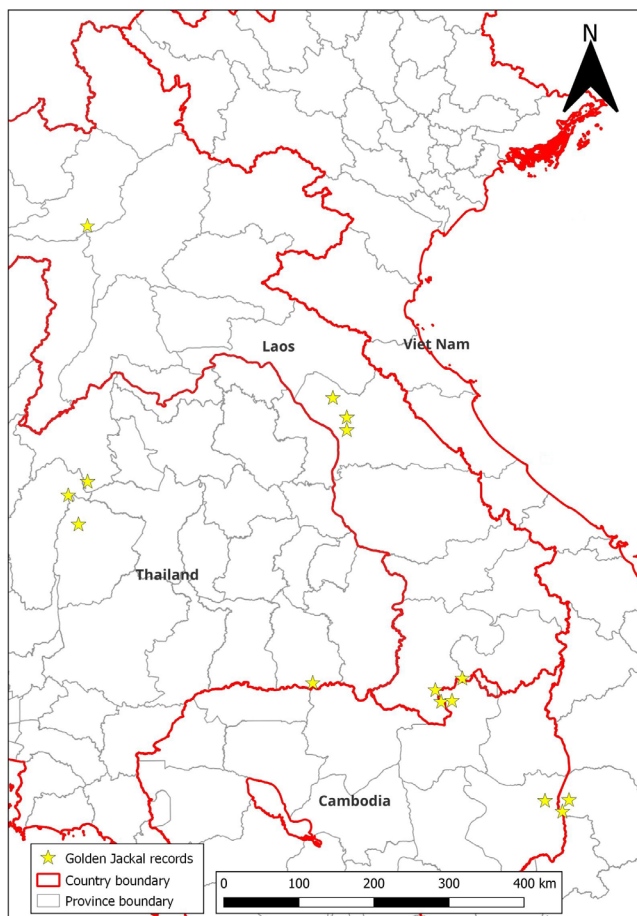 N
Laos
Viet Nam
Thailand
Cambodia
Golden Jackal records
Country boundary
Province boundary
0 100 200 300 400 km